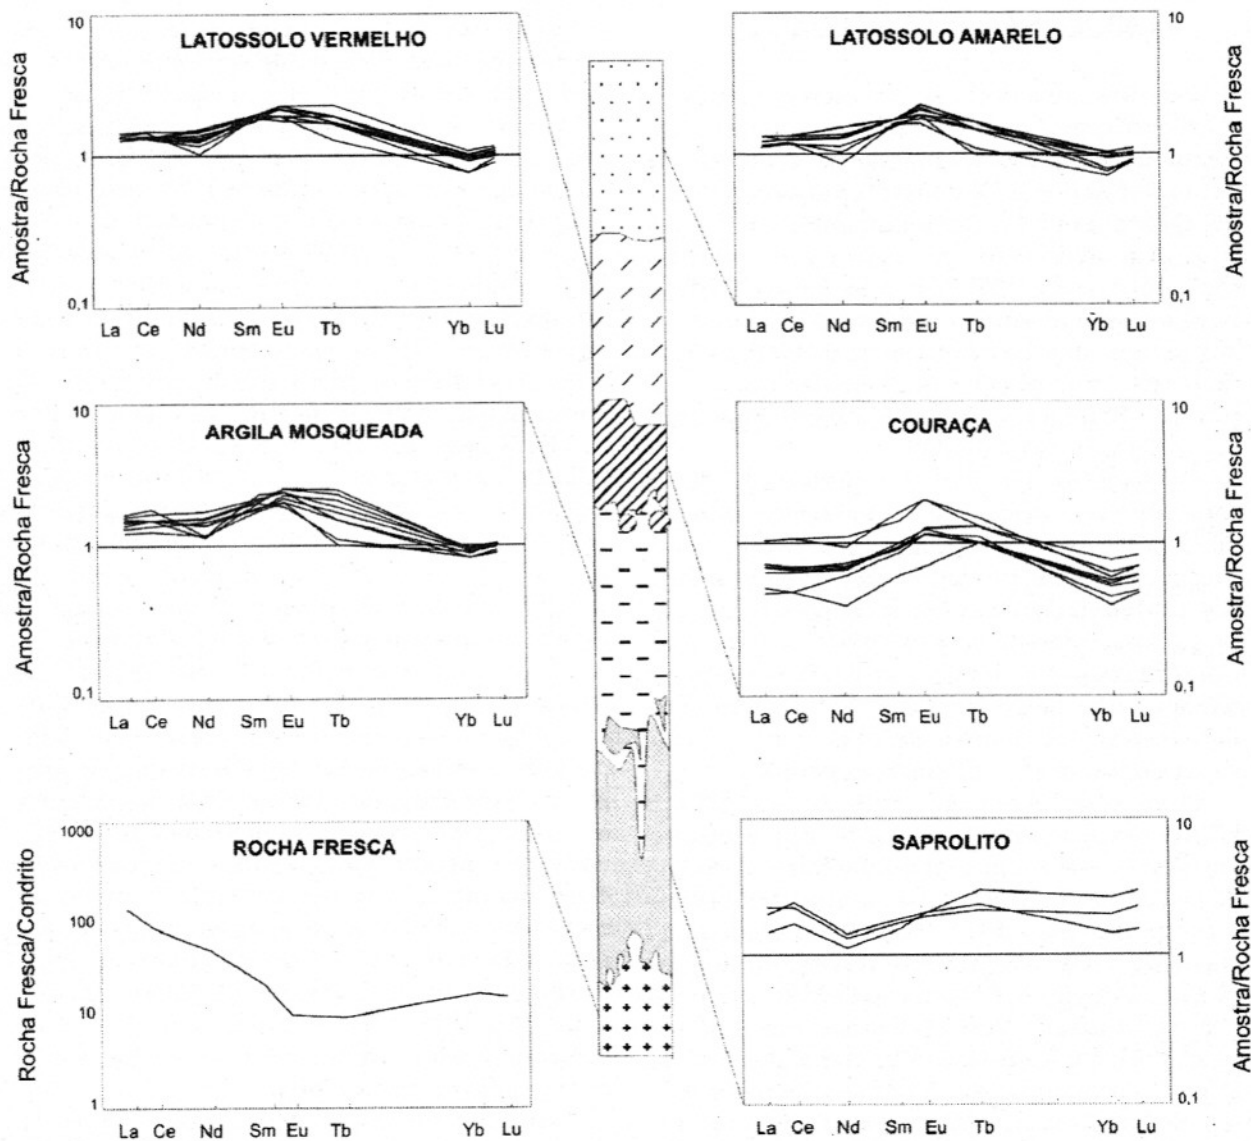 LATOSSOLO VERMELHO
Amostra/Rocha Fresca
10
1
0.1
La Ce Nd Sm Eu Tb Yb Lu
LATOSSOLO AMARELO
Amostra/Rocha Fresca
10
1
0.1
La Ce Nd Sm Eu Tb Yb Lu
ARGILA MOSQUEADA
Amostra/Rocha Fresca
10
1
0.1
La Ce Nd Sm Eu Tb Yb Lu
COURAÇA
Amostra/Rocha Fresca
10
1
0.1
La Ce Nd Sm Eu Tb Yb Lu
ROCHA FRESCA
Rocha Fresca/Condrito
1000
100
10
1
La Ce Nd Sm Eu Tb Yb Lu
SAPROLITO
Amostra/Rocha Fresca
10
1
0.1
La Ce Nd Sm Eu Tb Yb Lu